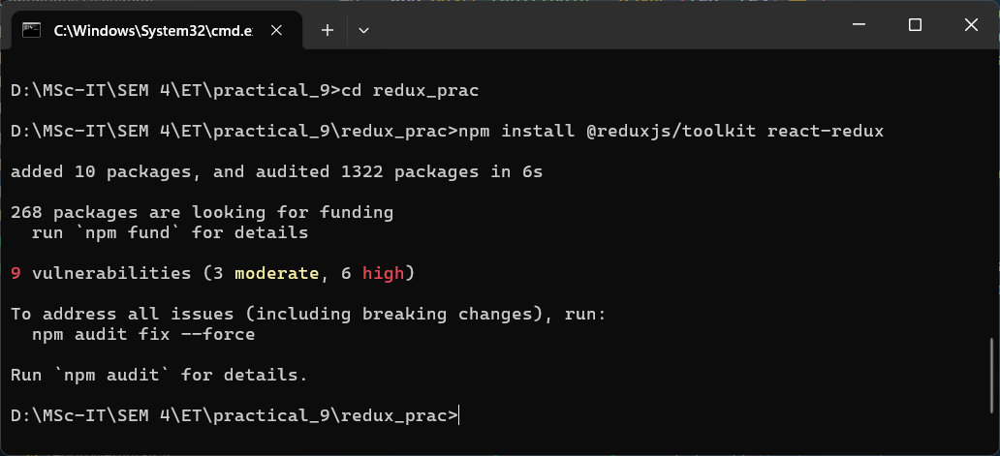 C:\Windows\System32\cmd.e
D:\MSc-IT\SEM 4\ET\practical_9>cd redux_prac
D:\MSc-IT\SEM 4\ET\practical_9\redux_prac>npm install @reduxjs/toolkit react-redux
added 10 packages, and audited 1322 packages in 6s
268 packages are looking for funding
  run `npm fund` for details
9 vulnerabilities (3 moderate, 6 high)
To address all issues (including breaking changes), run:
  npm audit fix --force
Run `npm audit` for details.
D:\MSc-IT\SEM 4\ET\practical_9\redux_prac>